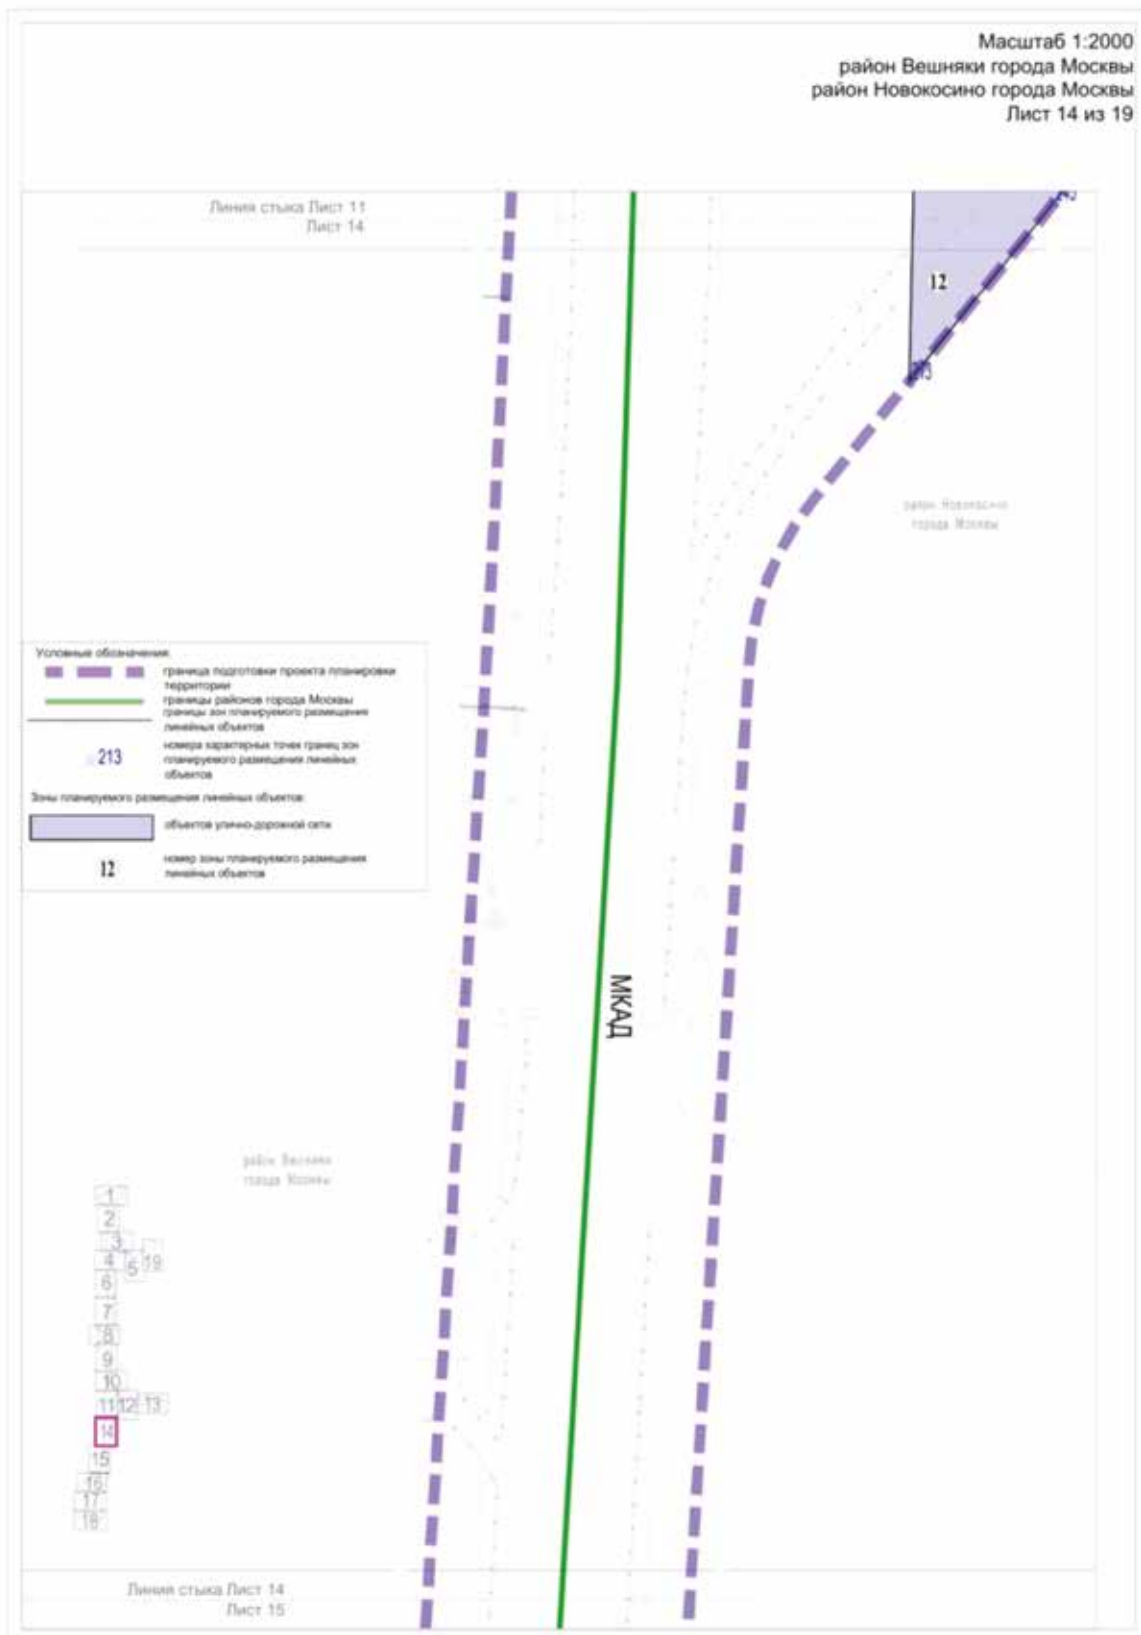 Масштаб 1:2000
район Вешняки города Москвы
район Новокосино города Москвы
Лист 14 из 19
Линия стыка Лист 11
Лист 14
12
213
район Новокосино
города Москвы
Условные обозначения:
граница подготовки проекта планировки
территории
границы районов города Москвы
границы зон планируемого размещения
линейных объектов
213
номера характерных точек границ зон
планируемого размещения линейных
объектов
Зоны планируемого размещения линейных объектов:
объектов улично-дорожной сети
12
номер зоны планируемого размещения
линейных объектов
МКАД
район Вешняки
города Москвы
1
2
3
4 5 19
6
7
8
9
10
11 12 13
14
15
16
17
18
Линия стыка Лист 14
Лист 15